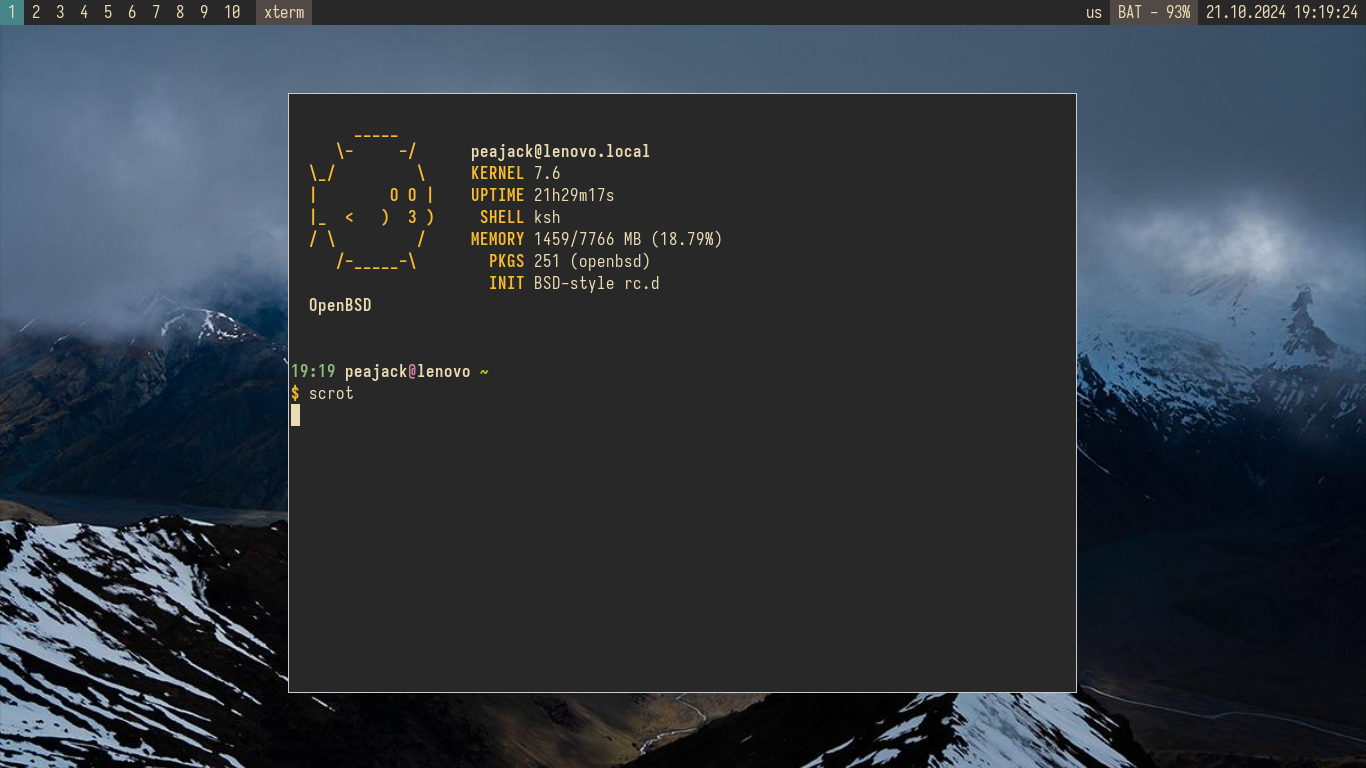 1 2 3 4 5 6 7 8 9 10 xterm us BAT - 93% 21.10.2024 19:19:24
_____
\- -/ peajack@lenovo.local
\_/ \ KERNEL 7.6
| O O | UPTIME 21h29m17s
|_ < ) 3 ) SHELL ksh
/ \ / MEMORY 1459/7766 MB (18.79%)
/-_____-\ PKGS 251 (openbsd)
INIT BSD-style rc.d
OpenBSD
19:19 peajack@lenovo ~
$ scrot